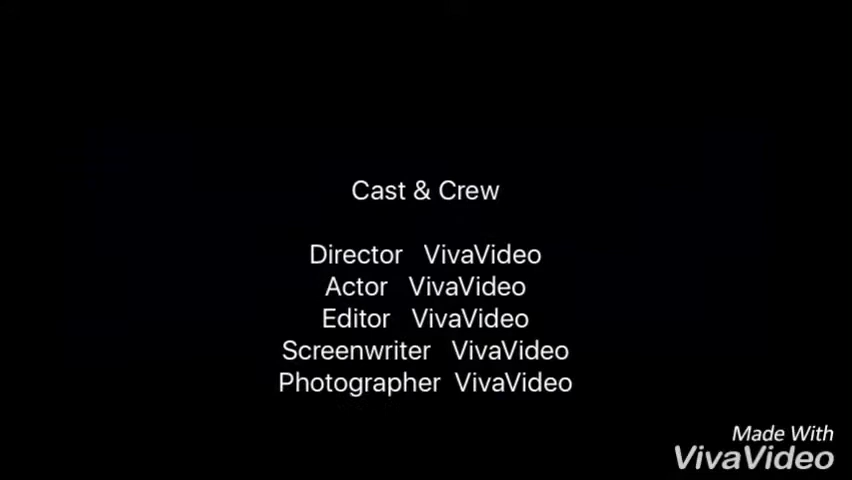 Cast & Crew
Director VivaVideo
Actor VivaVideo
Editor VivaVideo
Screenwriter VivaVideo
Photographer VivaVideo
Made With
VivaVideo